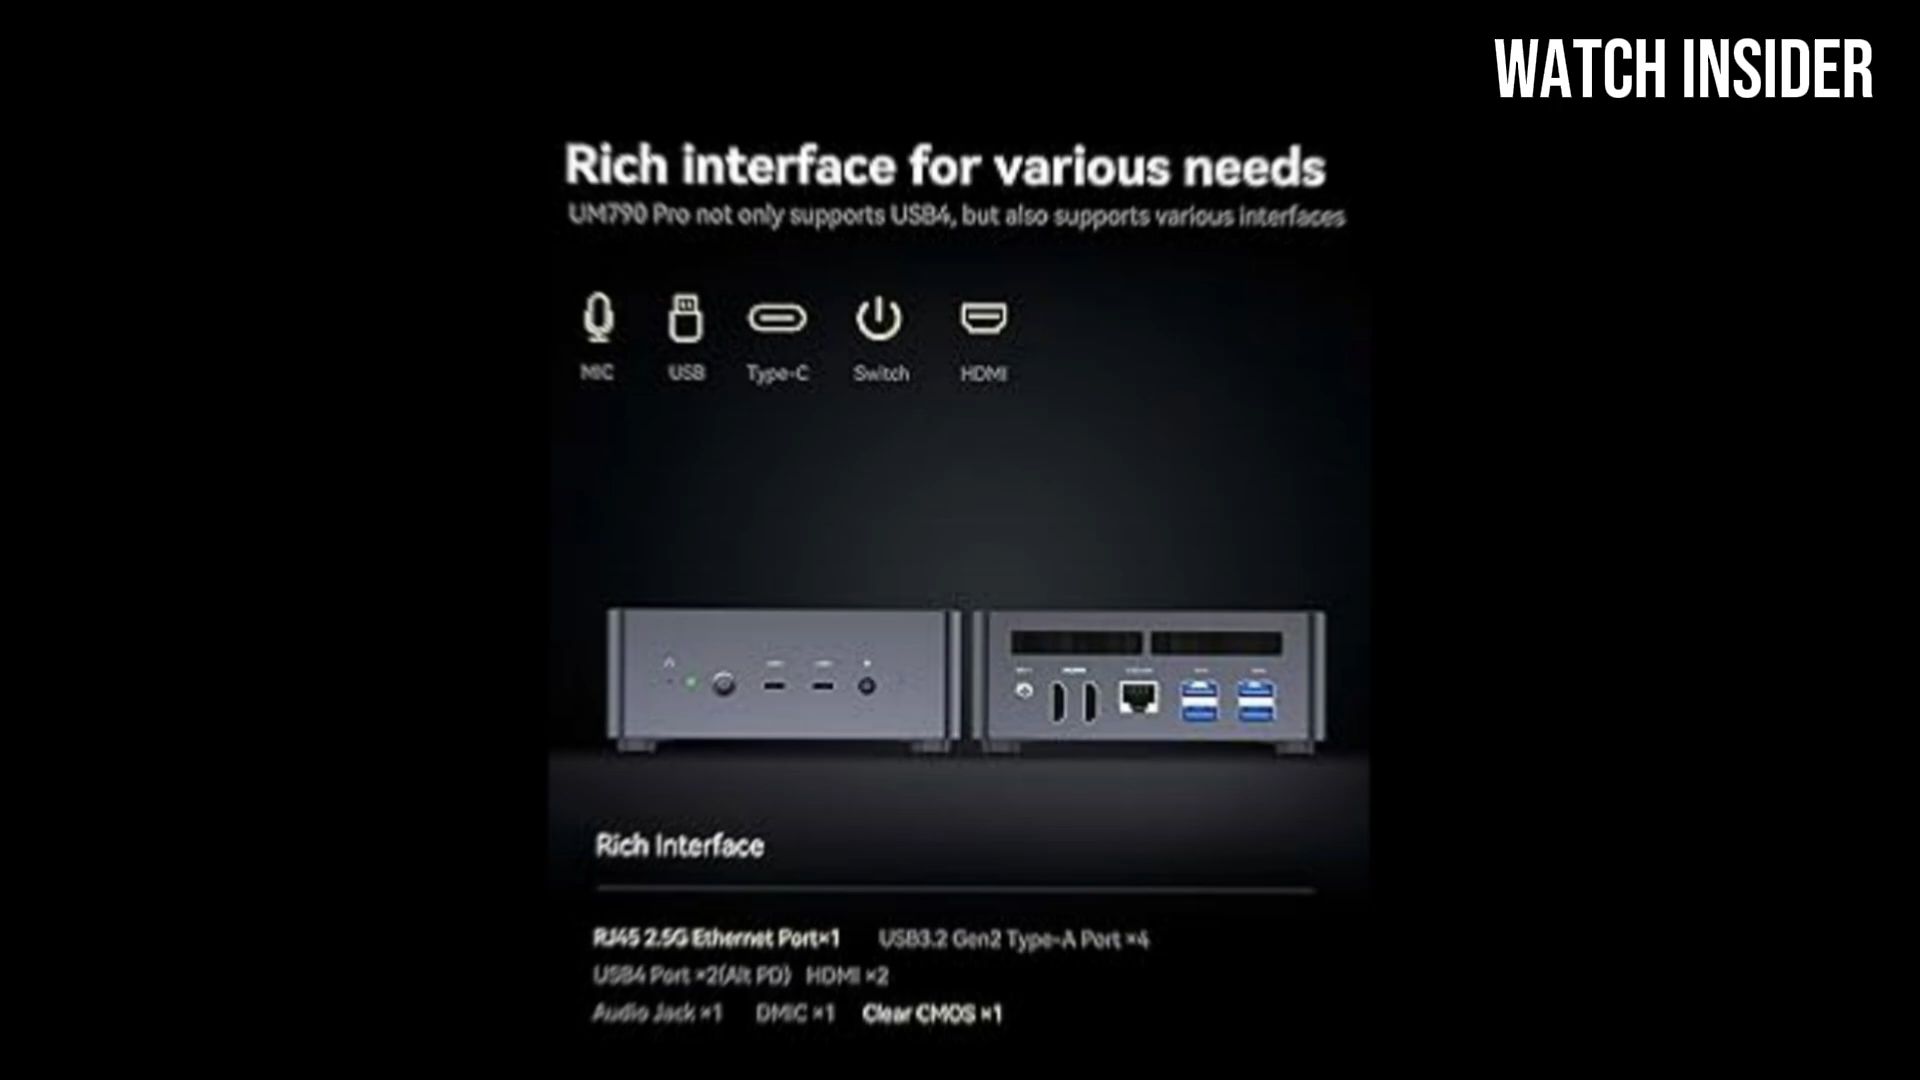 WATCH INSIDER
Rich interface for various needs
UM790 Pro not only supports USB4, but also supports various interfaces
MIC USB Type-C Switch HDMI
Rich Interface
RJ45 2.5G Ethernet Port×1 USB3.2 Gen2 Type-A Port ×4
USB4 Port ×2(Alt PD) HDMI ×2
Audio Jack ×1 DMIC ×1 Clear CMOS ×1